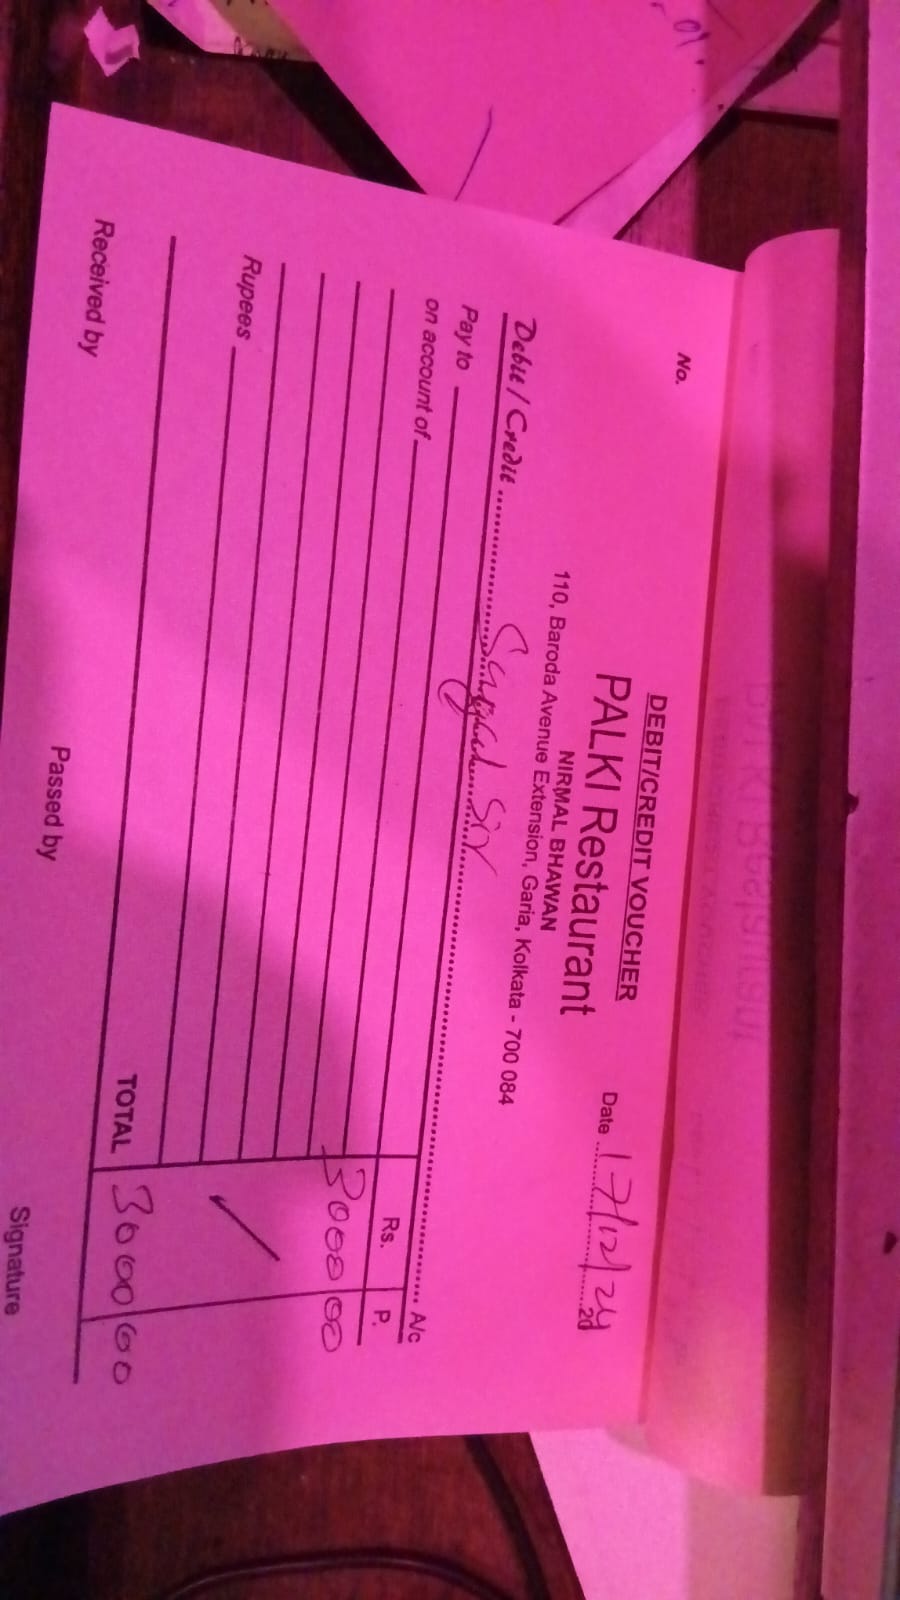 DEBIT/CREDIT VOUCHER
No.
PALKI Restaurant
Date 17/12/24
NIRMAL BHAWAN
110, Baroda Avenue Extension, Garia, Kolkata - 700 084
Debit / Credit Sir A/c
Pay to
on account of
Rs. P.
3000 00
Rupees
TOTAL 3000 00
Received by
Passed by
Signature